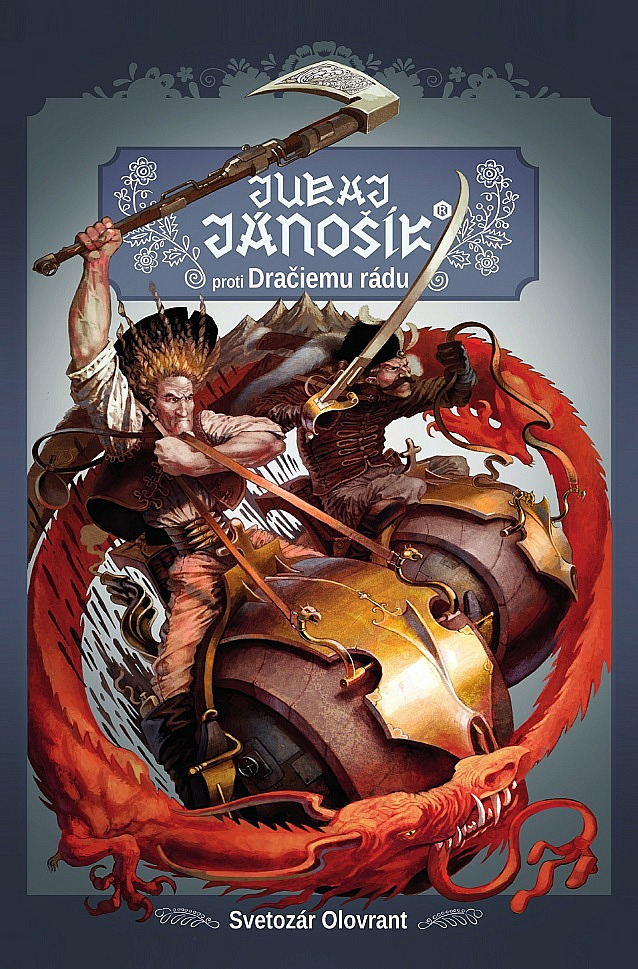 JURAJ
JÁNOŠÍK®
proti Dračiemu rádu
Svetozár Olovrant